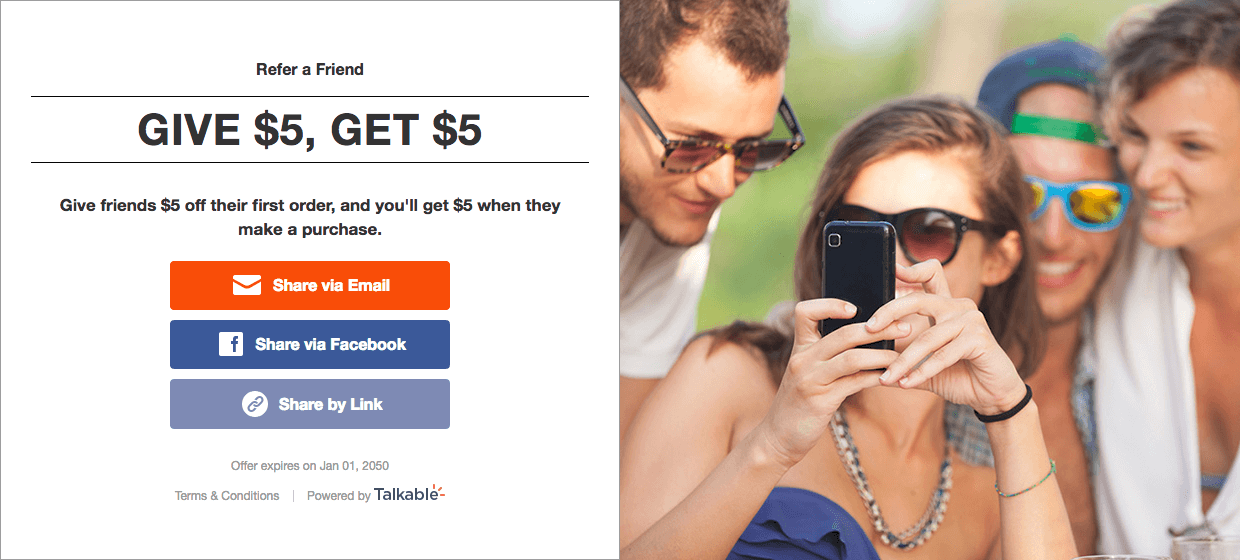 Refer a Friend
GIVE $5, GET $5
Give friends $5 off their first order, and you'll get $5 when they
make a purchase.
Share via Email
Share via Facebook
Share by Link
Offer expires on Jan 01, 2050
Terms & Conditions | Powered by Talkable